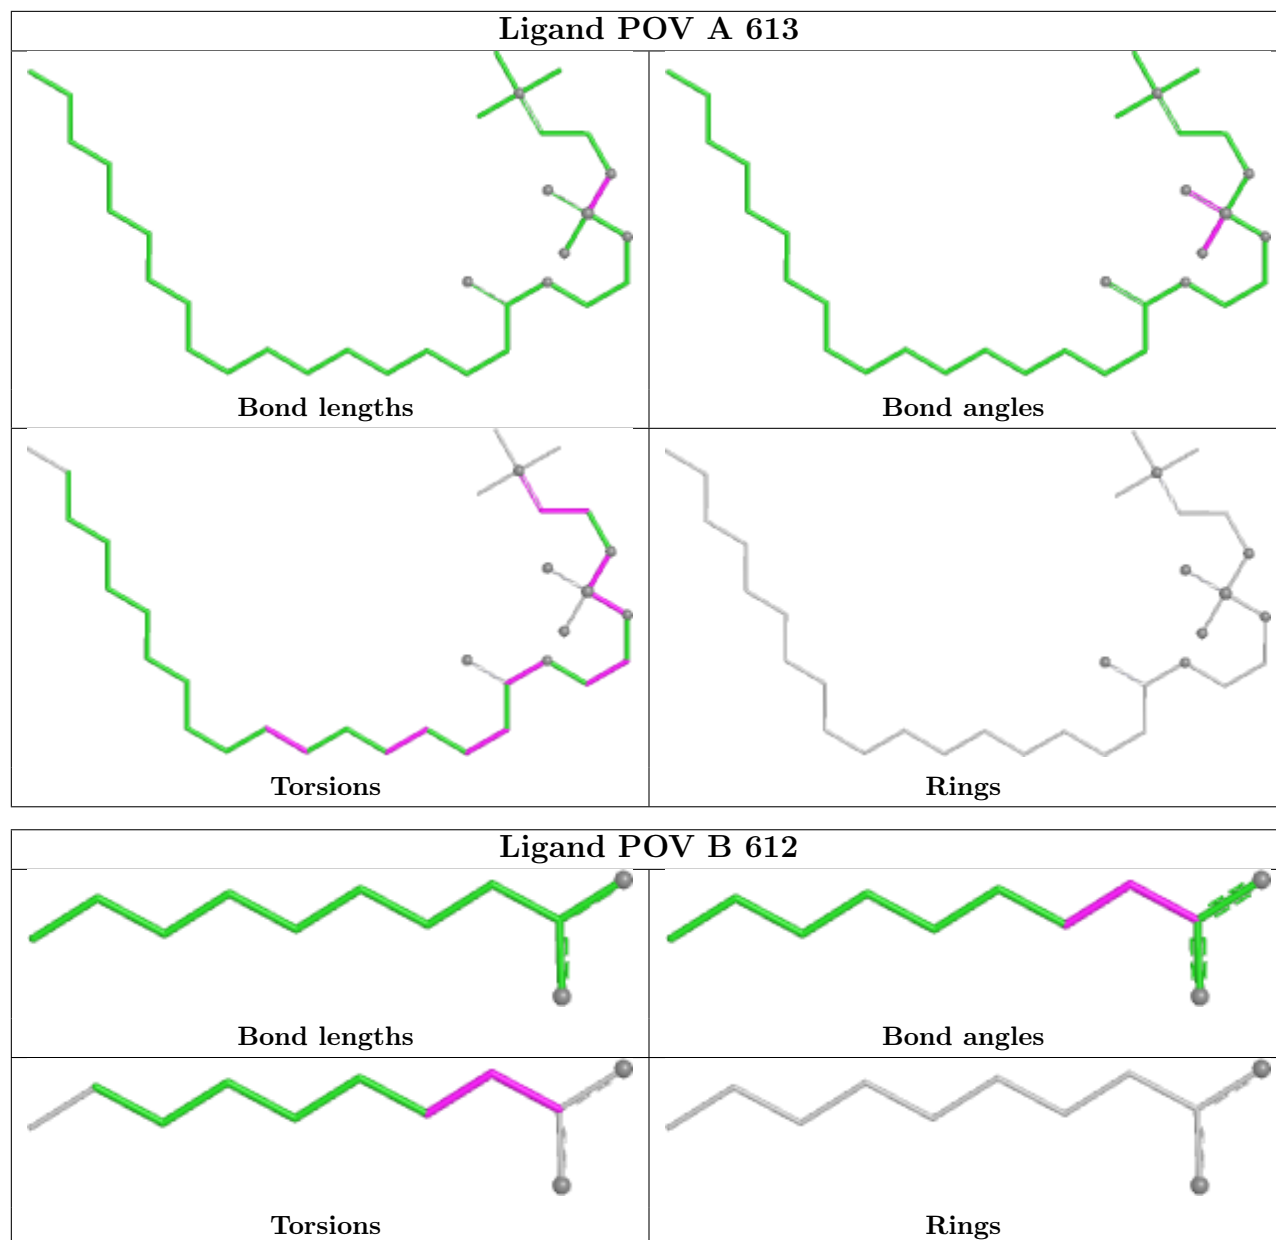 Ligand POV A 613
Bond lengths
Bond angles
Torsions
Rings
Ligand POV B 612
Bond lengths
Bond angles
Torsions
Rings